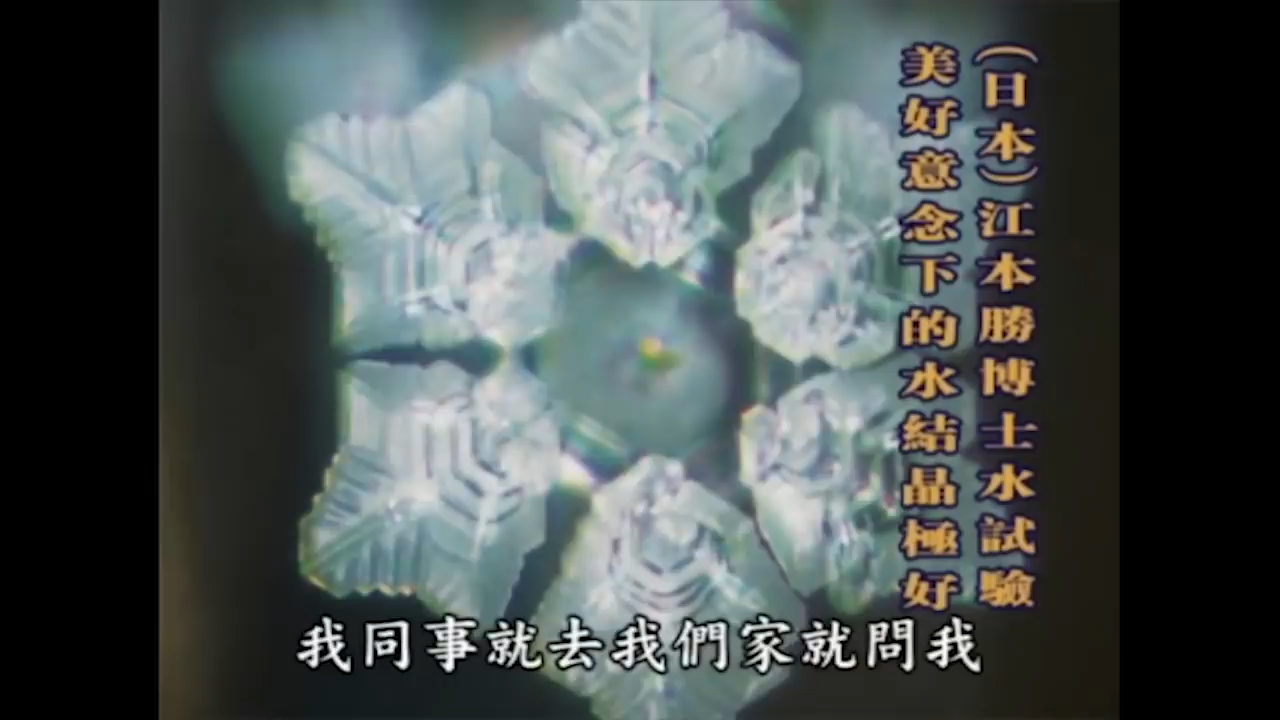 (日本)江本勝博士水試驗
美好意念下的水結晶極好
我同事就去我們家就問我